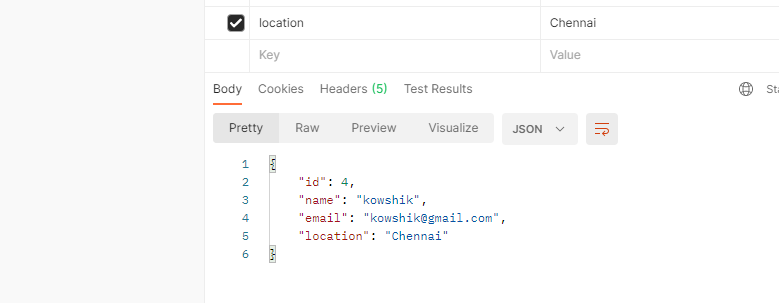 location Chennai
Key Value
Body Cookies Headers (5) Test Results
Pretty Raw Preview Visualize JSON
1 {
2 "id": 4,
3 "name": "kowshik",
4 "email": "kowshik@gmail.com",
5 "location": "Chennai"
6 }